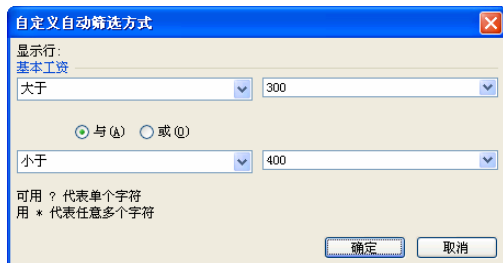 自定义自动筛选方式
显示行:
基本工资
大于 300
与(A) 或(O)
小于 400
可用 ? 代表单个字符
用 * 代表任意多个字符
确定 取消